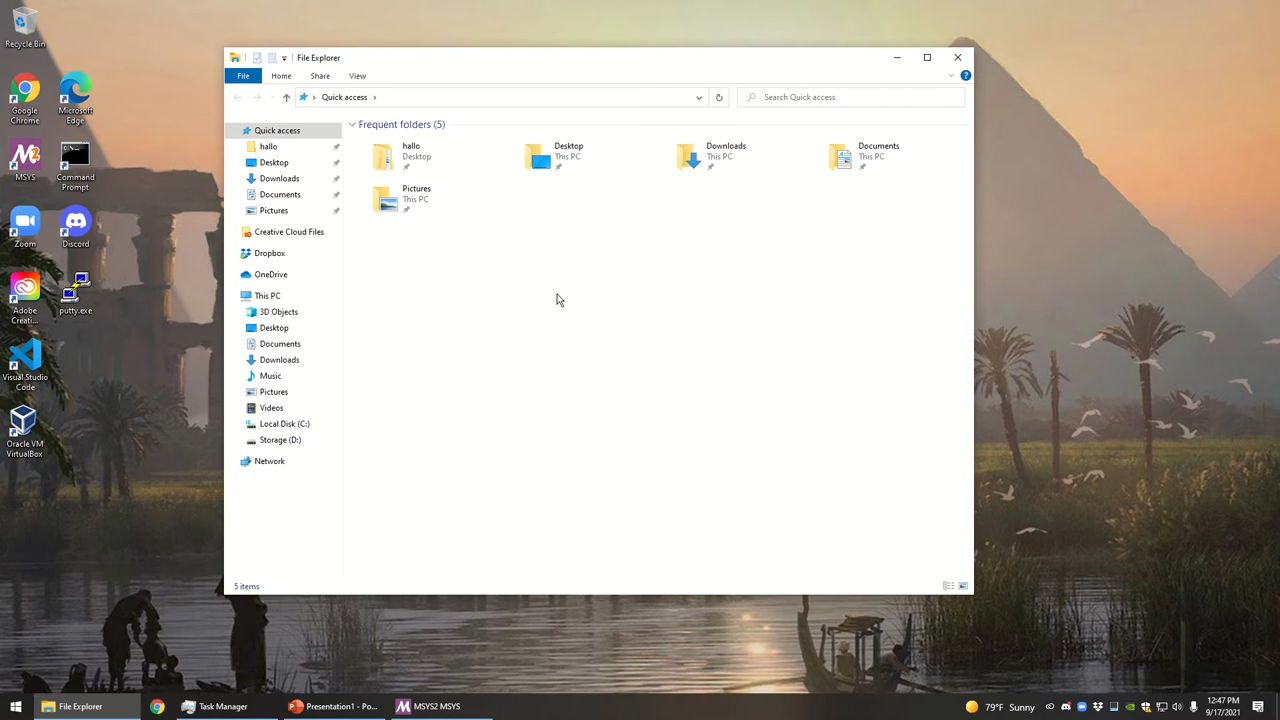 Recycle Bin
Google
Chrome
Microsoft
Edge
MSYS
Command
Prompt
Zoom
Discord
Adobe
Creati...
putty.exe
Visual Studio
Code
Oracle VM
VirtualBox
File Explorer
File
Home
Share
View
Quick access
Search Quick access
Quick access
hallo
Desktop
Downloads
Documents
Pictures
Creative Cloud Files
Dropbox
OneDrive
This PC
3D Objects
Desktop
Documents
Downloads
Music
Pictures
Videos
Local Disk (C:)
Storage (D:)
Network
Frequent folders (5)
hallo
Desktop
Desktop
This PC
Downloads
This PC
Documents
This PC
Pictures
This PC
5 items
File Explorer
Task Manager
Presentation1 - Po...
MSYS2 MSYS
79°F Sunny
12:47 PM
9/17/2021